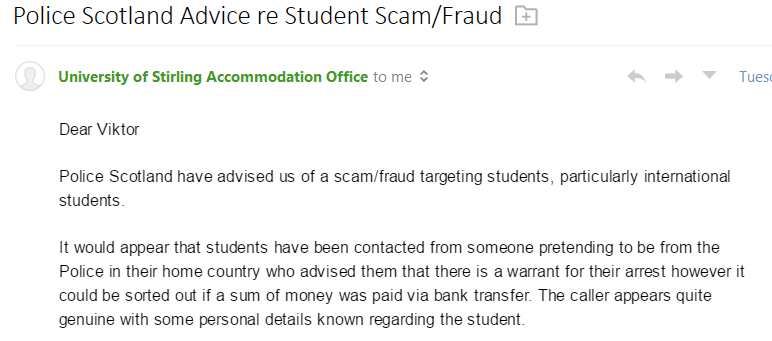 Police Scotland Advice re Student Scam/Fraud
University of Stirling Accommodation Office to me
Tues
Dear Viktor
Police Scotland have advised us of a scam/fraud targeting students, particularly international
students.
It would appear that students have been contacted from someone pretending to be from the
Police in their home country who advised them that there is a warrant for their arrest however it
could be sorted out if a sum of money was paid via bank transfer. The caller appears quite
genuine with some personal details known regarding the student.